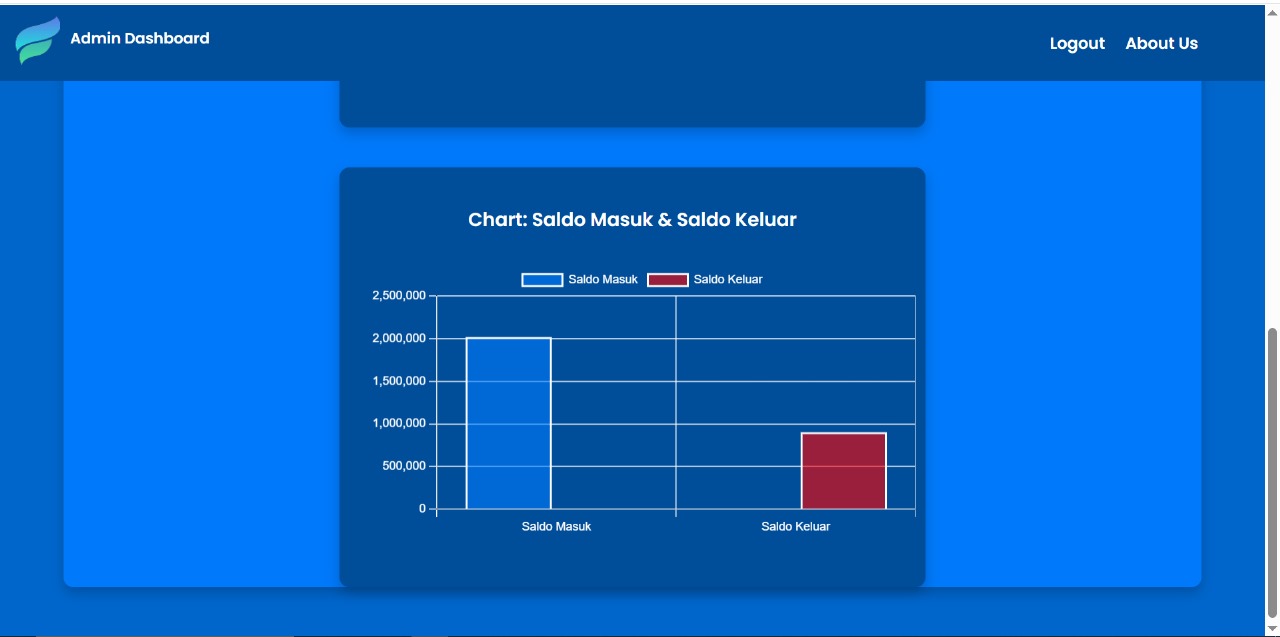 Admin Dashboard
Logout About Us
Chart: Saldo Masuk & Saldo Keluar
Saldo Masuk Saldo Keluar
2,500,000
2,000,000
1,500,000
1,000,000
500,000
0
Saldo Masuk Saldo Keluar